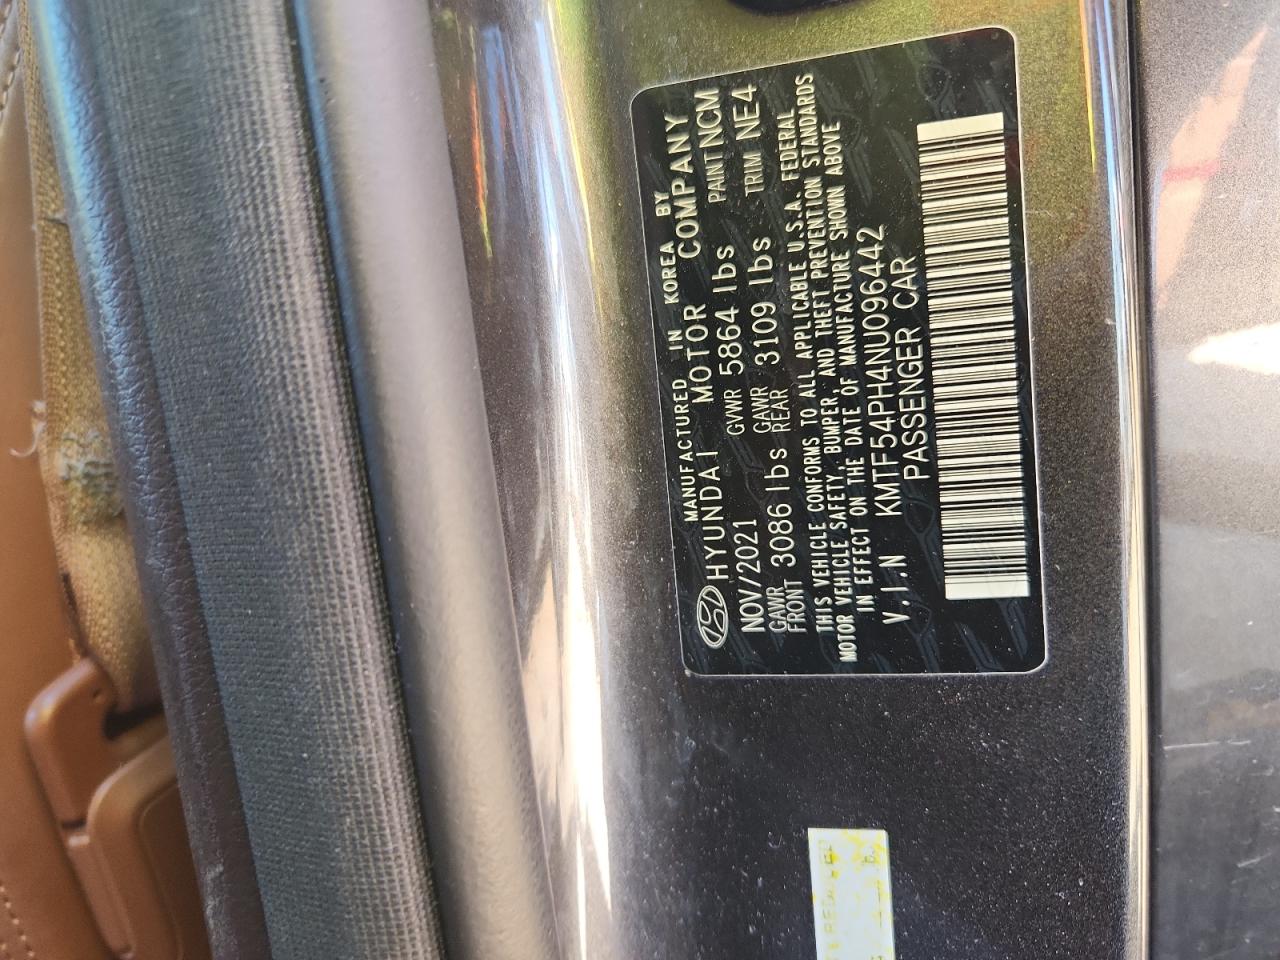 MANUFACTURED IN KOREA BY
HYUNDAI MOTOR COMPANY
NOV/2021 GVWR 5864 lbs PAINT NCM
GAWR FRONT 3086 lbs GAWR REAR 3109 lbs TRIM NE4
THIS VEHICLE CONFORMS TO ALL APPLICABLE U.S.A. FEDERAL
MOTOR VEHICLE SAFETY, BUMPER, AND THEFT PREVENTION STANDARDS
IN EFFECT ON THE DATE OF MANUFACTURE SHOWN ABOVE
V.I.N KMTF54PH4NU096442
PASSENGER CAR